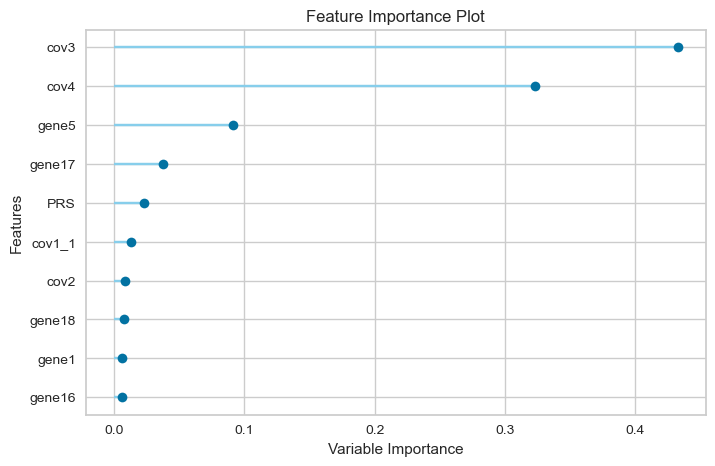 Feature Importance Plot
cov3
cov4
gene5
gene17
PRS
cov1_1
cov2
gene18
gene1
gene16
Features
0.0 0.1 0.2 0.3 0.4
Variable Importance